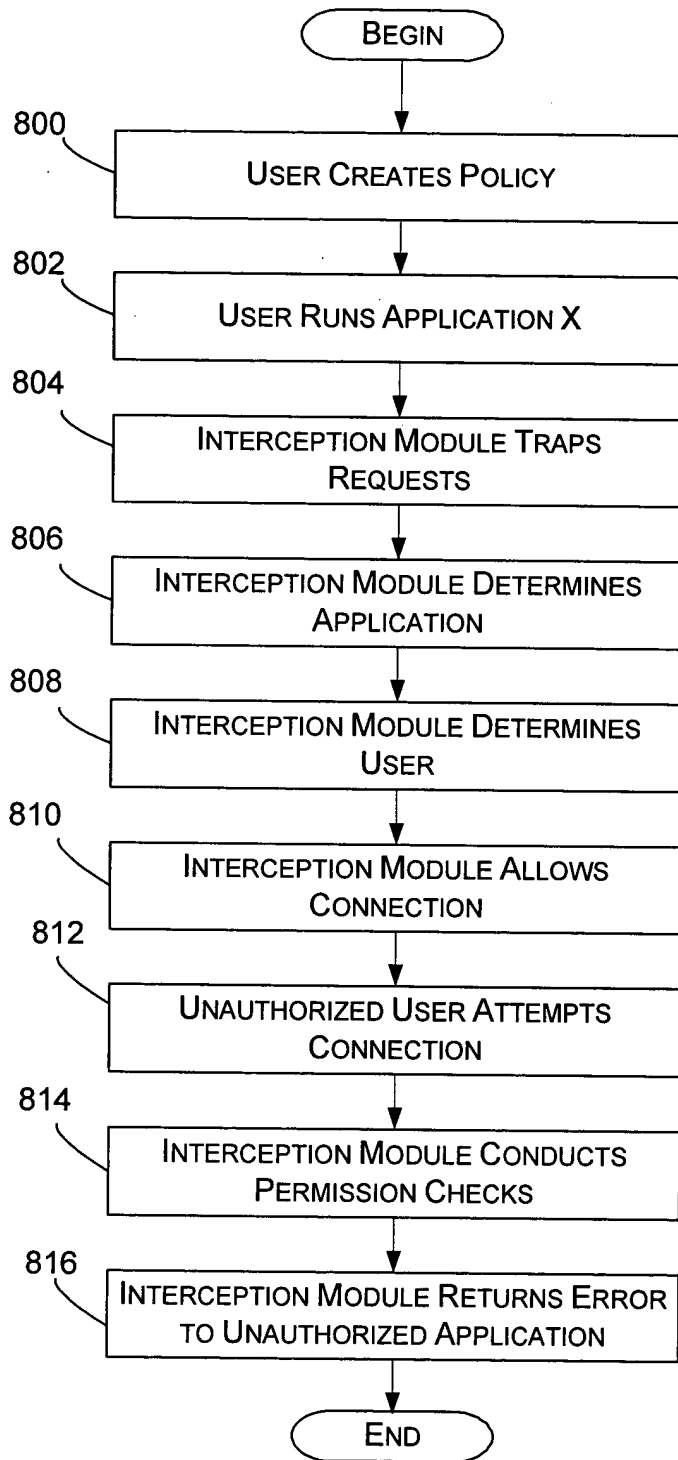 BEGIN
800
USER CREATES POLICY
802
USER RUNS APPLICATION X
804
INTERCEPTION MODULE TRAPS
REQUESTS
806
INTERCEPTION MODULE DETERMINES
APPLICATION
808
INTERCEPTION MODULE DETERMINES
USER
810
INTERCEPTION MODULE ALLOWS
CONNECTION
812
UNAUTHORIZED USER ATTEMPTS
CONNECTION
814
INTERCEPTION MODULE CONDUCTS
PERMISSION CHECKS
816
INTERCEPTION MODULE RETURNS ERROR
TO UNAUTHORIZED APPLICATION
END